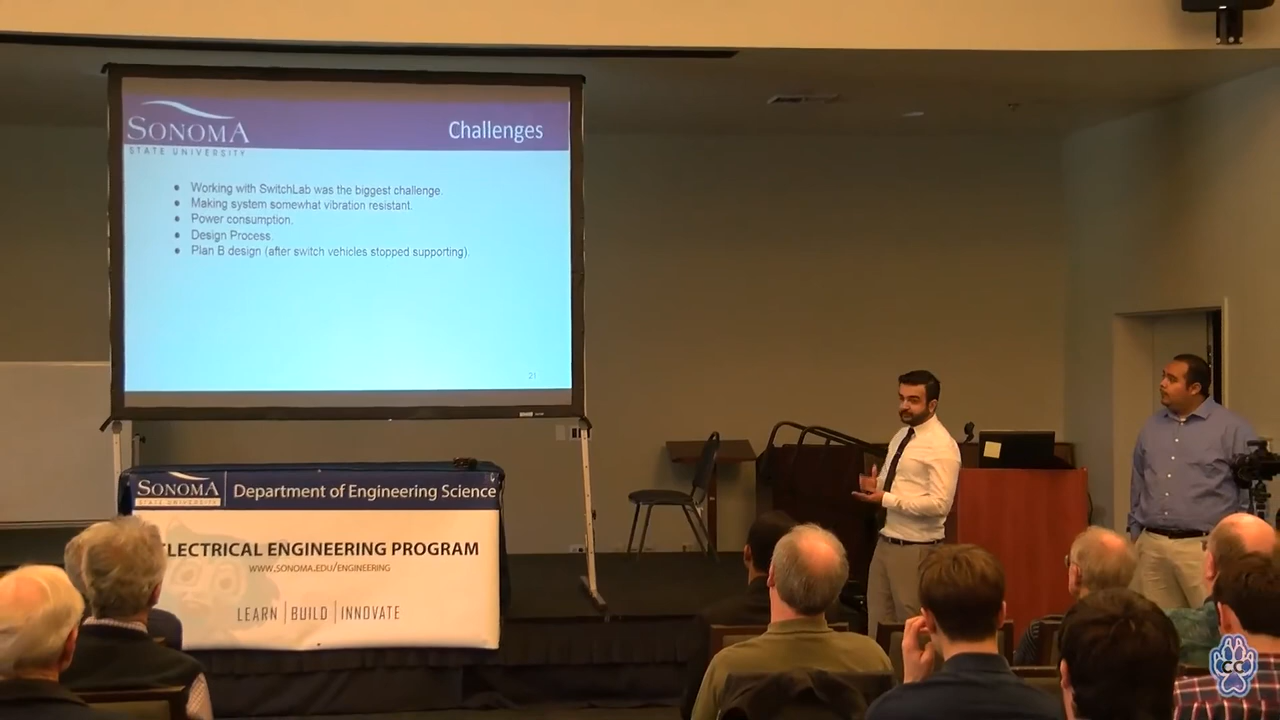 SONOMA
STATE UNIVERSITY
Challenges
● Working with SwitchLab was the biggest challenge.
● Making system somewhat vibration resistant.
● Power consumption.
● Design Process.
● Plan B design (after switch vehicles stopped supporting).
21
SONOMA
STATE UNIVERSITY
Department of Engineering Science
ELECTRICAL ENGINEERING PROGRAM
WWW.SONOMA.EDU/ENGINEERING
LEARN | BUILD | INNOVATE
CC